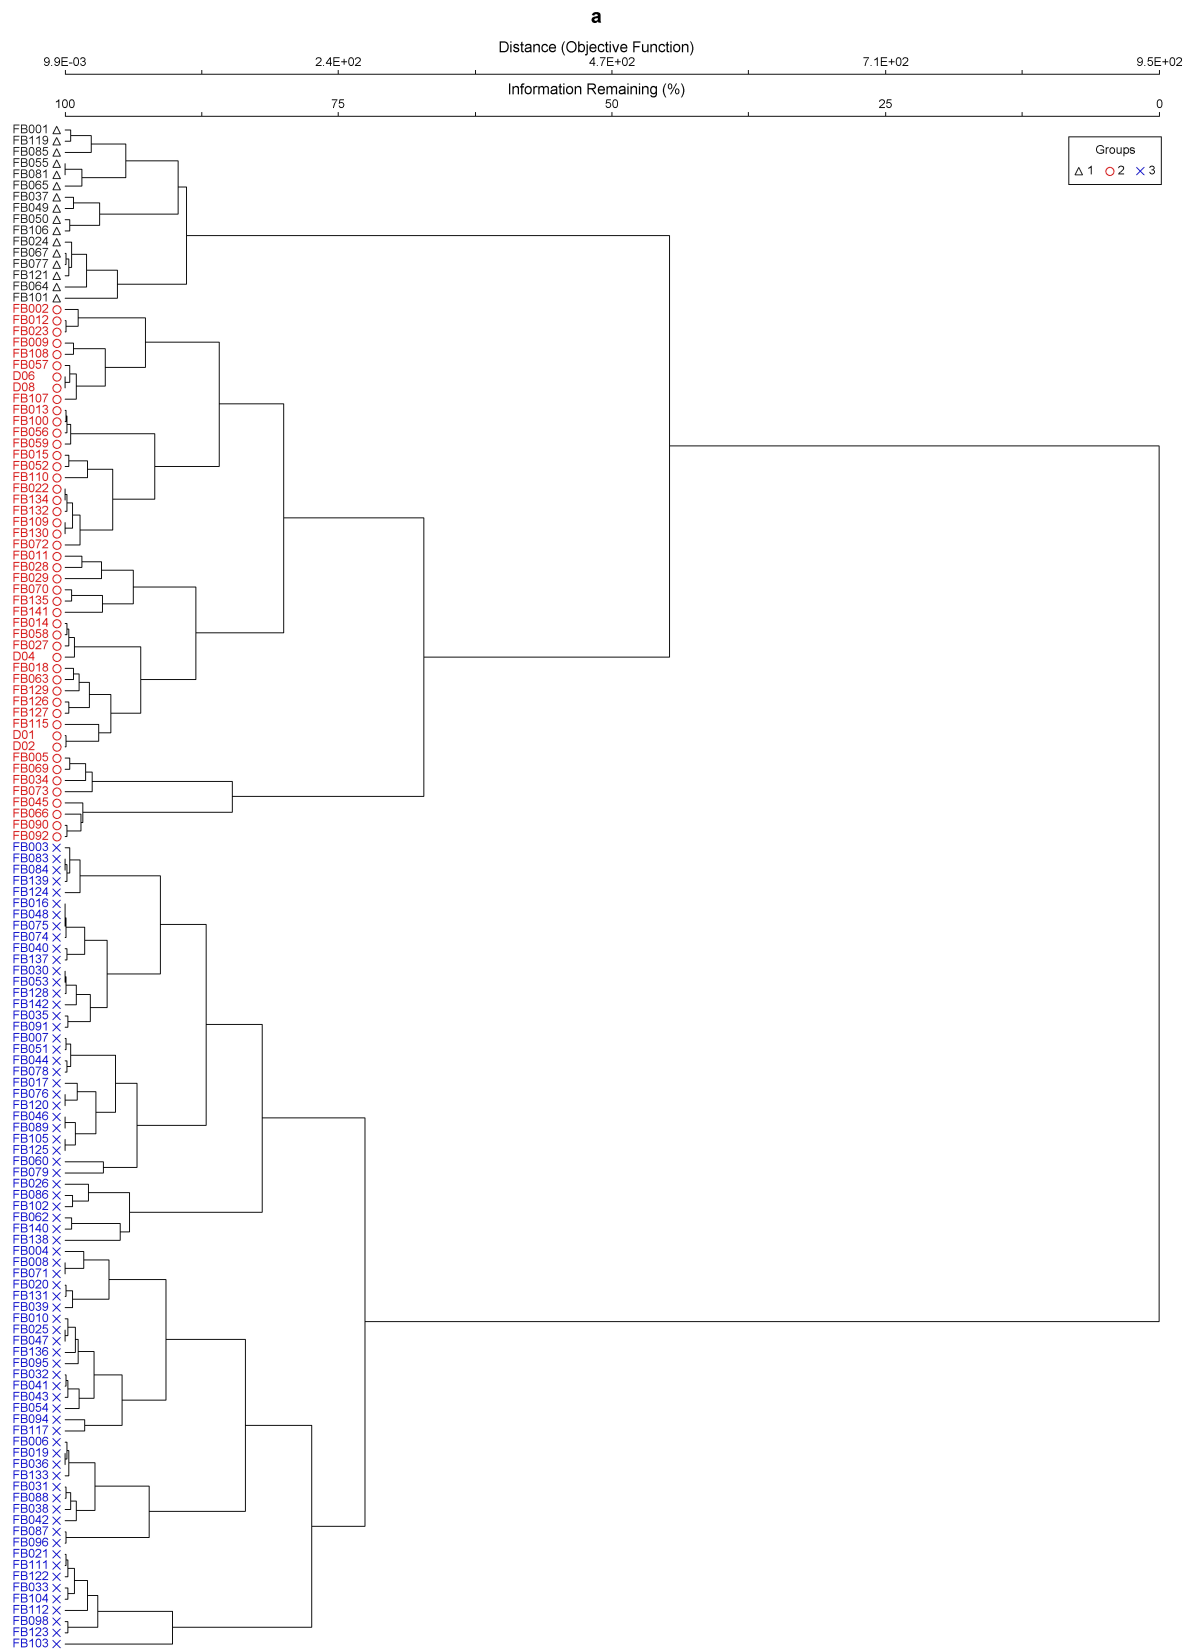 a
Distance (Objective Function)
9.9E-03 2.4E+02 4.7E+02 7.1E+02 9.5E+02
Information Remaining (%)
100 75 50 25 0
Groups
1 2 3
FB001
FB119
FB085
FB055
FB081
FB065
FB037
FB049
FB050
FB106
FB024
FB067
FB077
FB121
FB064
FB101
FB002
FB012
FB023
FB009
FB108
FB057
D06
D08
FB107
FB013
FB100
FB056
FB059
FB015
FB052
FB110
FB022
FB134
FB132
FB109
FB130
FB072
FB011
FB028
FB029
FB070
FB135
FB141
FB014
FB058
FB027
D04
FB018
FB063
FB129
FB126
FB127
FB115
D01
D02
FB005
FB069
FB034
FB073
FB045
FB066
FB090
FB092
FB003
FB083
FB084
FB139
FB124
FB016
FB048
FB075
FB074
FB040
FB137
FB030
FB053
FB128
FB142
FB035
FB091
FB007
FB051
FB044
FB078
FB017
FB076
FB120
FB046
FB089
FB105
FB125
FB060
FB079
FB026
FB086
FB102
FB062
FB140
FB138
FB004
FB008
FB071
FB020
FB131
FB039
FB010
FB025
FB047
FB136
FB095
FB032
FB041
FB043
FB054
FB094
FB117
FB006
FB019
FB036
FB133
FB031
FB088
FB038
FB042
FB087
FB096
FB021
FB111
FB122
FB033
FB104
FB112
FB098
FB123
FB103